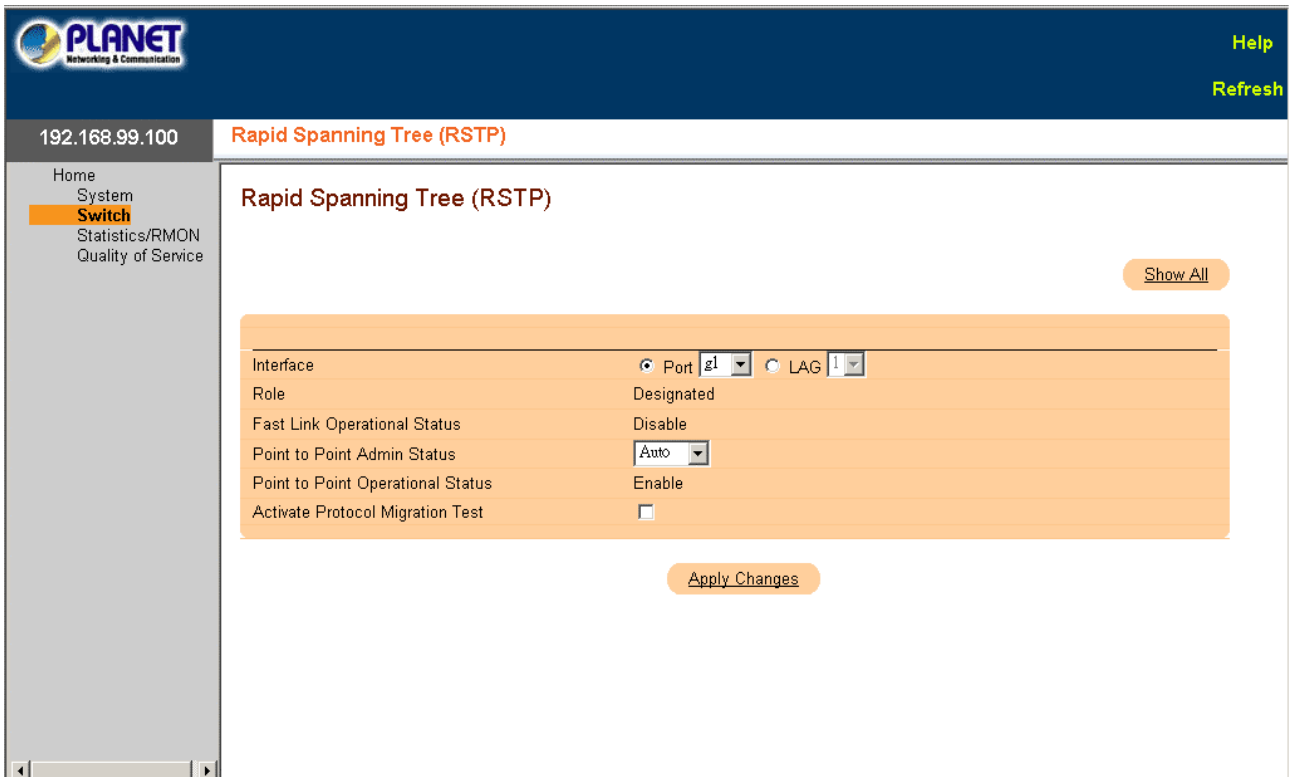 PLANET
Networking & Communication
Help
Refresh
192.168.99.100
Rapid Spanning Tree (RSTP)
Home
System
Switch
Statistics/RMON
Quality of Service
Rapid Spanning Tree (RSTP)
Show All
Interface Port g1 LAG 1
Role Designated
Fast Link Operational Status Disable
Point to Point Admin Status Auto
Point to Point Operational Status Enable
Activate Protocol Migration Test
Apply Changes